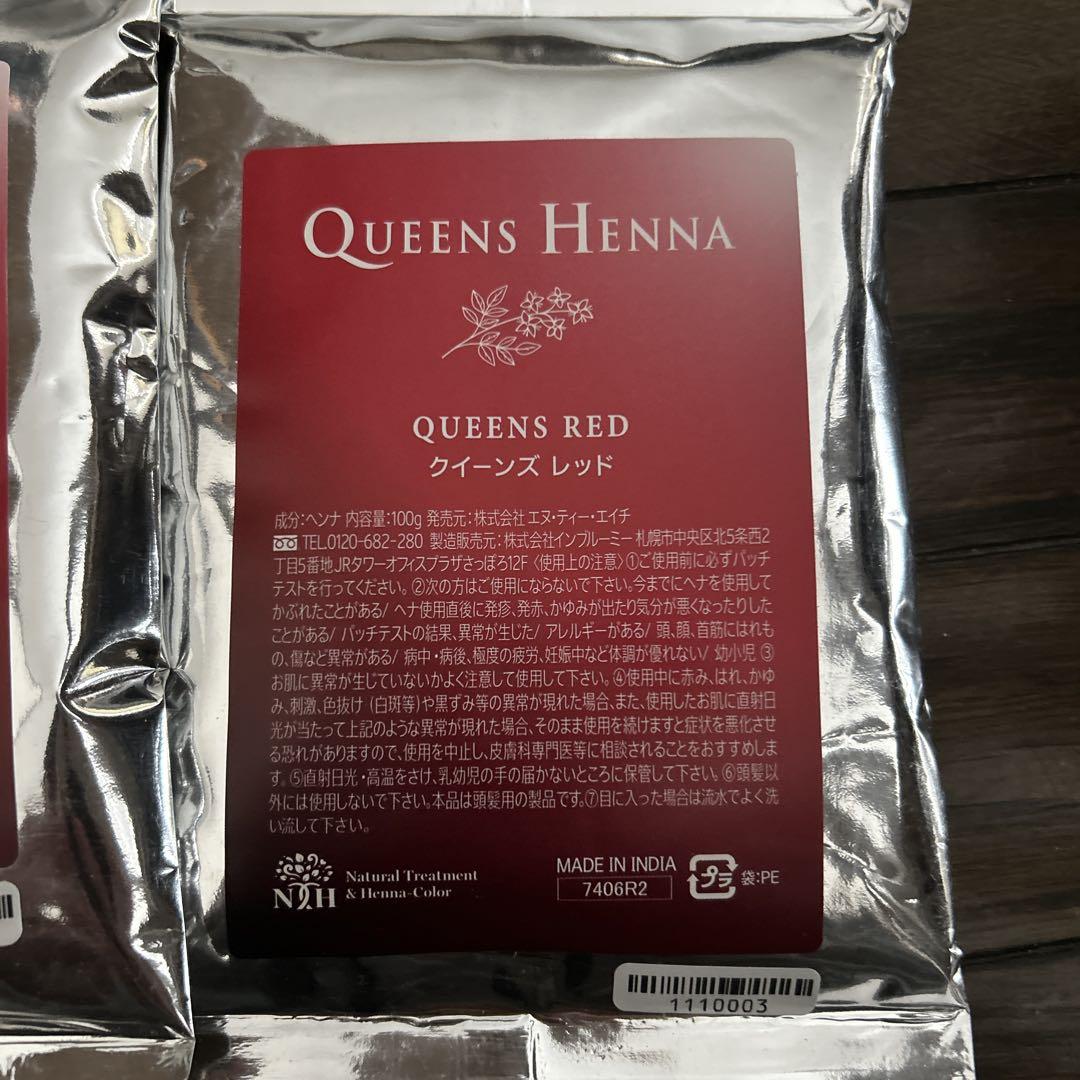 QUEENS HENNA
QUEENS RED
クイーンズ レッド
成分:ヘンナ 内容量:100g 発売元:株式会社 エヌ・ティー・エイチ
TEL.0120-682-280 製造販売元:株式会社インブルーミー 札幌市中央区北5条西2
丁目5番地JRタワーオフィスプラザさっぽろ12F 〈使用上の注意〉①ご使用前に必ずパッチ
テストを行ってください。②次の方はご使用にならないで下さい。今までにヘナを使用して
かぶれたことがある/ ヘナ使用直後に発疹、発赤、かゆみが出たり気分が悪くなったりした
ことがある/ パッチテストの結果、異常が生じた/ アレルギーがある/ 頭、顔、首筋にはれも
の、傷など異常がある/ 病中・病後、極度の疲労、妊娠中など体調が優れない/ 幼小児 ③
お肌に異常が生じていないかよく注意して使用して下さい。④使用中に赤み、はれ、かゆ
み、刺激、色抜け (白斑等)や黒ずみ等の異常が現れた場合、また、使用したお肌に直射日
光が当たって上記のような異常が現れた場合、そのまま使用を続けますと症状を悪化させ
る恐れがありますので、使用を中止し、皮膚科専門医等に相談されることをおすすめしま
す。⑤直射日光・高温をさけ、乳幼児の手の届かないところに保管して下さい。⑥頭髪以
外には使用しないで下さい。本品は頭髪用の製品です。⑦目に入った場合は流水でよく洗
い流して下さい。
NTH
Natural Treatment
& Henna-Color
MADE IN INDIA
7406R2
プラ 袋:PE
1110003